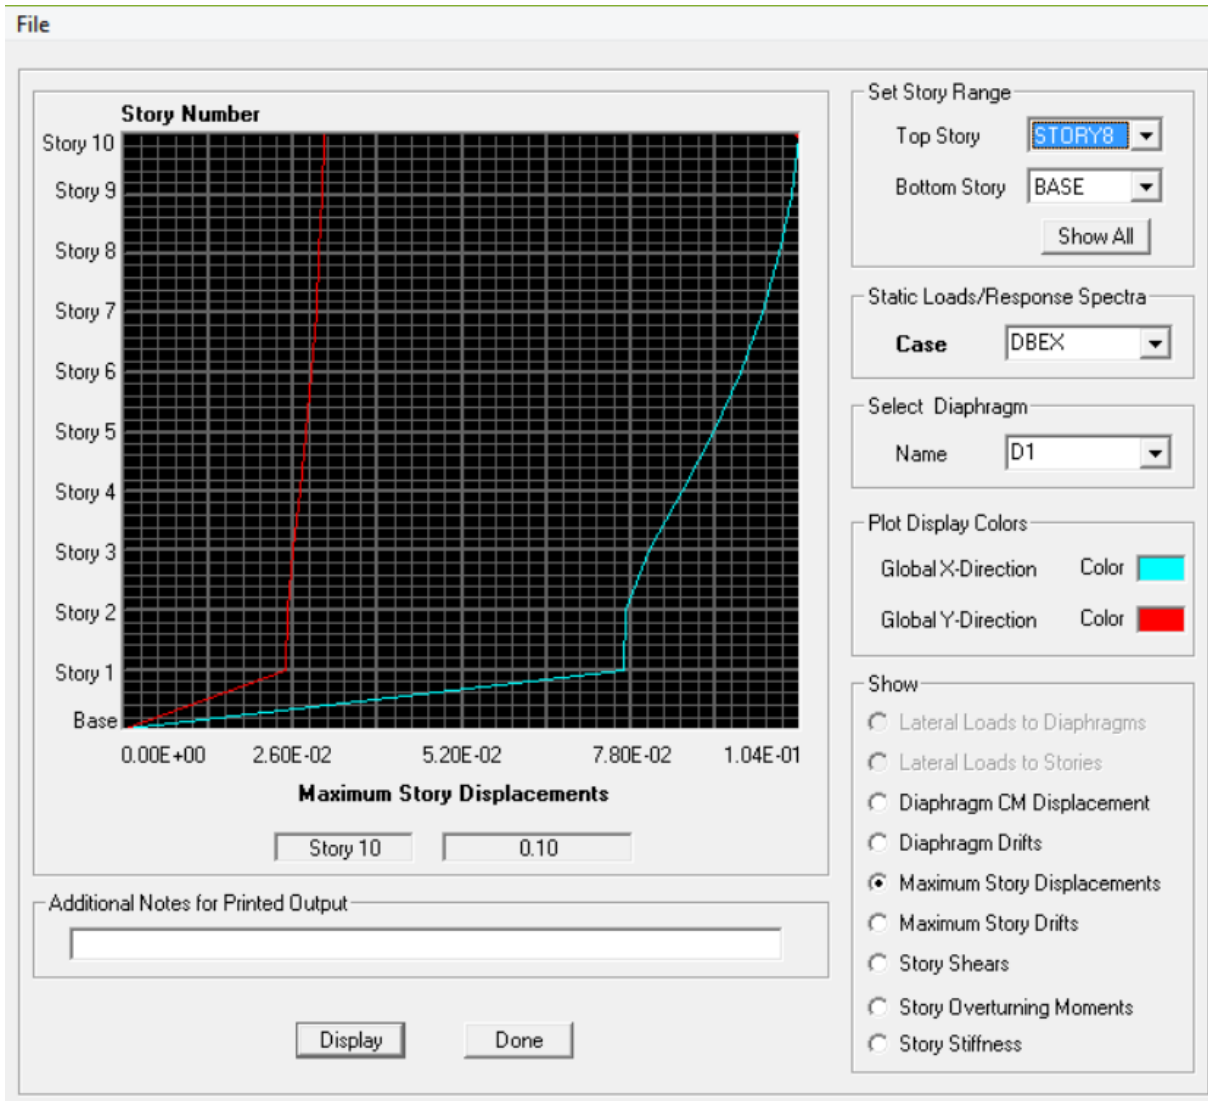 File
Story Number
Story 10
Story 9
Story 8
Story 7
Story 6
Story 5
Story 4
Story 3
Story 2
Story 1
Base
0.00E+00 2.60E-02 5.20E-02 7.80E-02 1.04E-01
Maximum Story Displacements
Story 10 0.10
Additional Notes for Printed Output
Display Done
Set Story Range
Top Story STORY8
Bottom Story BASE
Show All
Static Loads/Response Spectra
Case DBEX
Select Diaphragm
Name D1
Plot Display Colors
Global X-Direction Color
Global Y-Direction Color
Show
Lateral Loads to Diaphragms
Lateral Loads to Stories
Diaphragm CM Displacement
Diaphragm Drifts
Maximum Story Displacements
Maximum Story Drifts
Story Shears
Story Overturning Moments
Story Stiffness